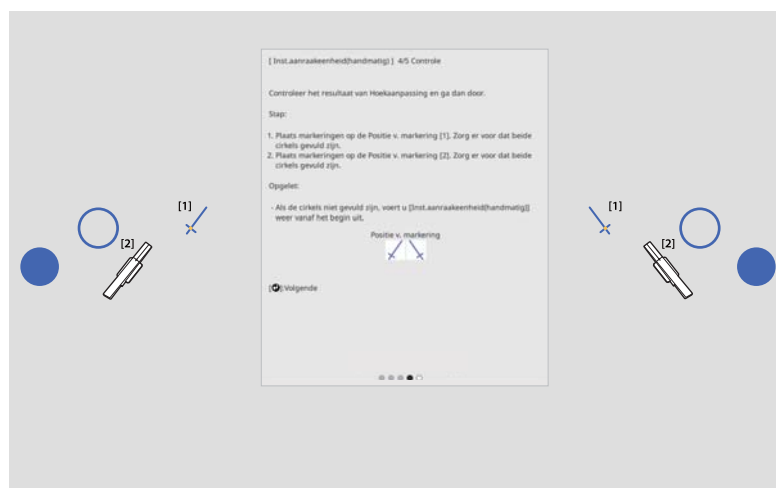 [ Inst.aanraakeenheid(handmatig) ] 4/5 Controle
Controleer het resultaat van Hoekaanpassing en ga dan door.
Stap:
1. Plaats markeringen op de Positie v. markering [1]. Zorg er voor dat beide
cirkels gevuld zijn.
2. Plaats markeringen op de Positie v. markering [2]. Zorg er voor dat beide
cirkels gevuld zijn.
Opgelet:
- Als de cirkels niet gevuld zijn, voert u [Inst.aanraakeenheid(handmatig)]
weer vanaf het begin uit.
[1]
[1]
Positie v. markering
[2]
[2]
[ ]:Volgende